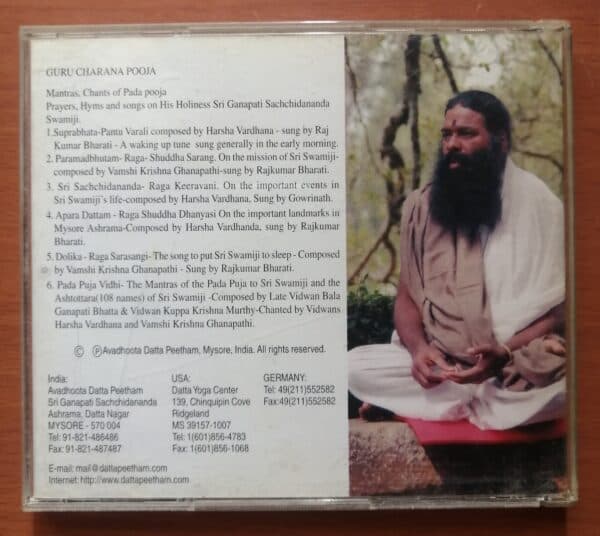 GURU CHARANA POOJA
Mantras, Chants of Pada pooja
Prayers, Hyms and songs on His Holiness Sri Ganapati Sachchidananda
Swamiji.
1.Suprabhata-Pantu Varali composed by Harsha Vardhana - sung by Raj
Kumar Bharati - A waking up tune sung generally in the early morning.
2. Paramadbhutam- Raga- Shuddha Sarang. On the mission of Sri Swamiji-
composed by Vamshi Krishna Ghanapathi-sung by Rajkumar Bharati.
3. Sri Sachchidananda- Raga Keeravani. On the important events in
Sri Swamiji's life-composed by Harsha Vardhana, Sung by Gowrinath.
4. Apara Dattam - Raga Shuddha Dhanyasi On the important landmarks in
Mysore Ashrama-Composed by Harsha Vardhanda, sung by Rajkumar
Bharati.
5. Dolika - Raga Sarasangi- The song to put Sri Swamiji to sleep - Composed
by Vamshi Krishna Ghanapathi - Sung by Rajkumar Bharati.
6. Pada Puja Vidhi- The Mantras of the Pada Puja to Sri Swamiji and the
Ashtottara(108 names) of Sri Swamiji -Composed by Late Vidwan Bala
Ganapati Bhatta & Vidwan Kuppa Krishna Murthy-Chanted by Vidwans
Harsha Vardhana and Vamshi Krishna Ghanapathi.
© ℗ Avadhoota Datta Peetham, Mysore, India. All rights reserved.
India:
Avadhoota Datta Peetham
Sri Ganapati Sachchidananda
Ashrama, Datta Nagar
MYSORE - 570 004
Tel: 91-821-486486
Fax: 91-821-487487
USA:
Datta Yoga Center
139, Chinquipin Cove
Ridgeland
MS 39157-1007
Tel: 1(601)856-4783
Fax: 1(601)856-1068
GERMANY:
Tel: 49(211)552582
Fax:49(211)552582
E-mail: mail@dattapeetham.com
Internet: http://www.dattapeetham.com